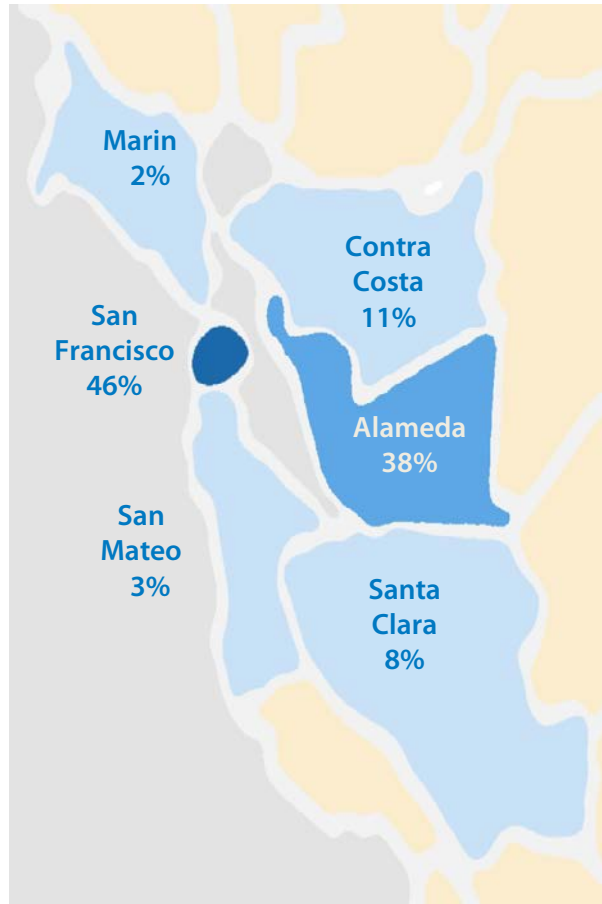 Marin
2%
Contra
Costa
11%
San
Francisco
46%
Alameda
38%
San
Mateo
3%
Santa
Clara
8%